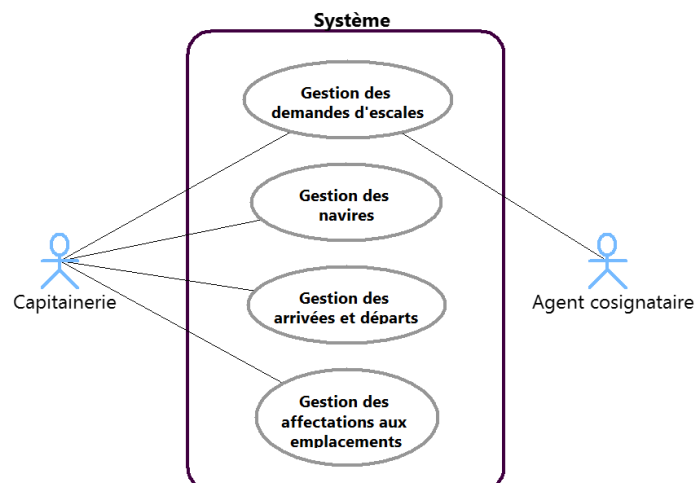 Système
Gestion des
demandes d'escales
Gestion des
navires
Capitainerie
Agent cosignataire
Gestion des
arrivées et départs
Gestion des
affectations aux
emplacements